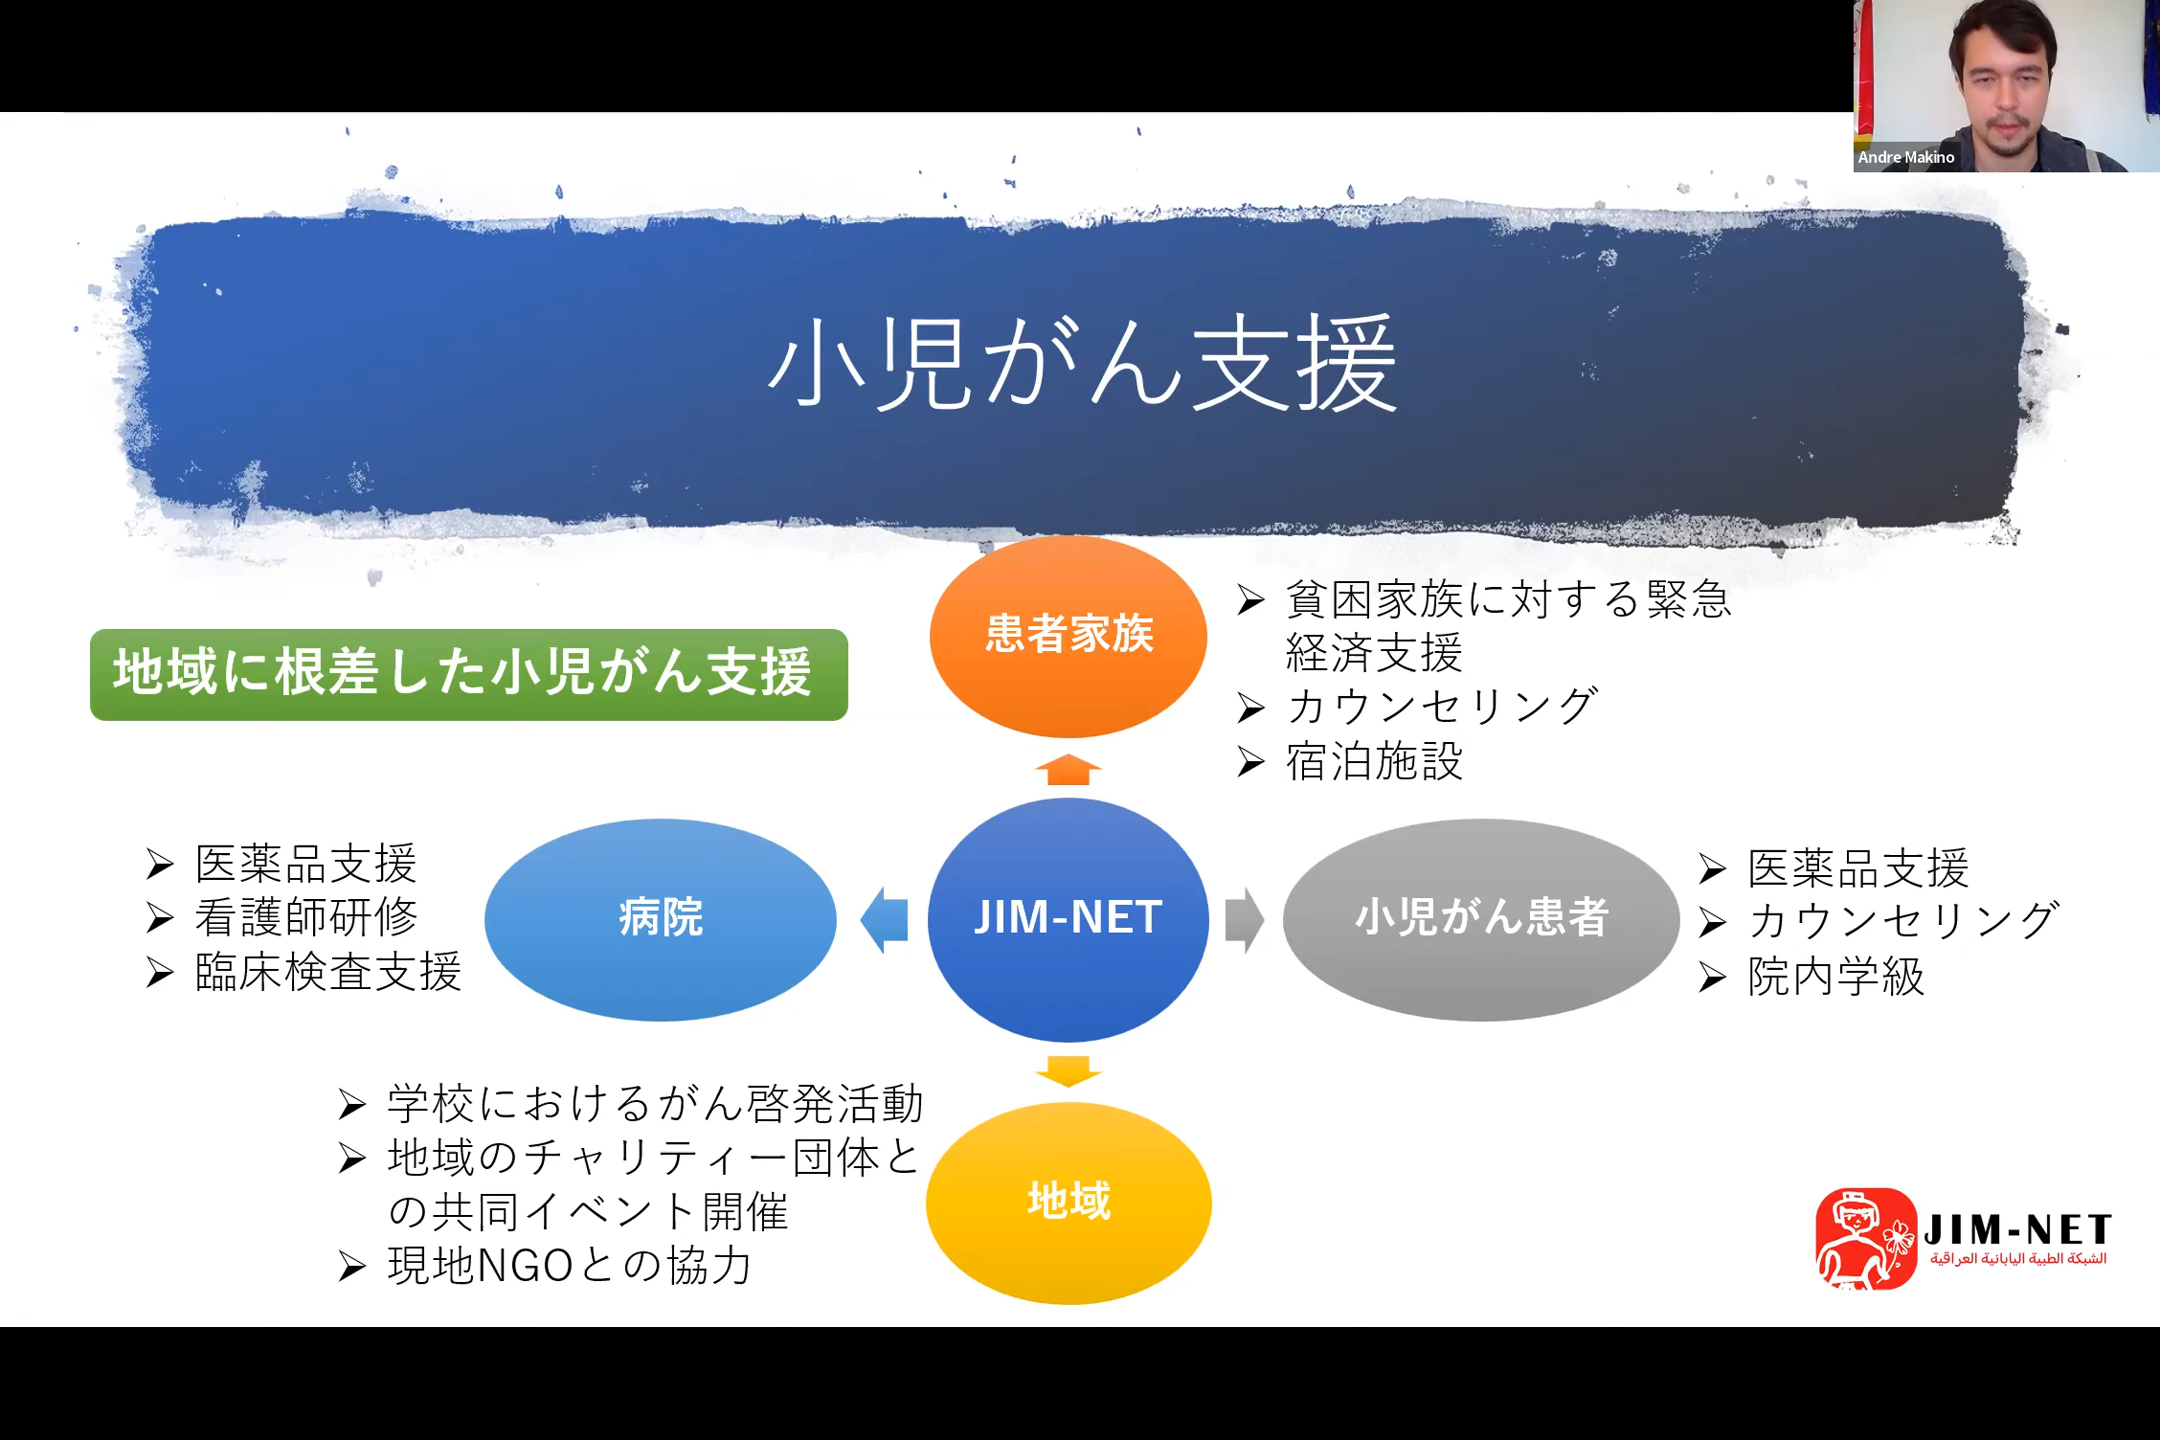 Andre Makino
小児がん支援
地域に根差した小児がん支援
患者家族
貧困家族に対する緊急
経済支援
カウンセリング
宿泊施設
医薬品支援
看護師研修
臨床検査支援
病院
JIM-NET
小児がん患者
医薬品支援
カウンセリング
院内学級
学校におけるがん啓発活動
地域のチャリティー団体と
の共同イベント開催
現地NGOとの協力
地域
JIM-NET
الشبكة الطبية اليابانية العراقية